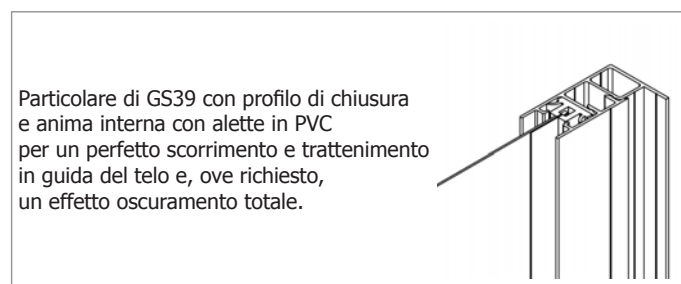 Particolare di GS39 con profilo di chiusura
e anima interna con alette in PVC
per un perfetto scorrimento e trattenimento
in guida del telo e, ove richiesto,
un effetto oscuramento totale.